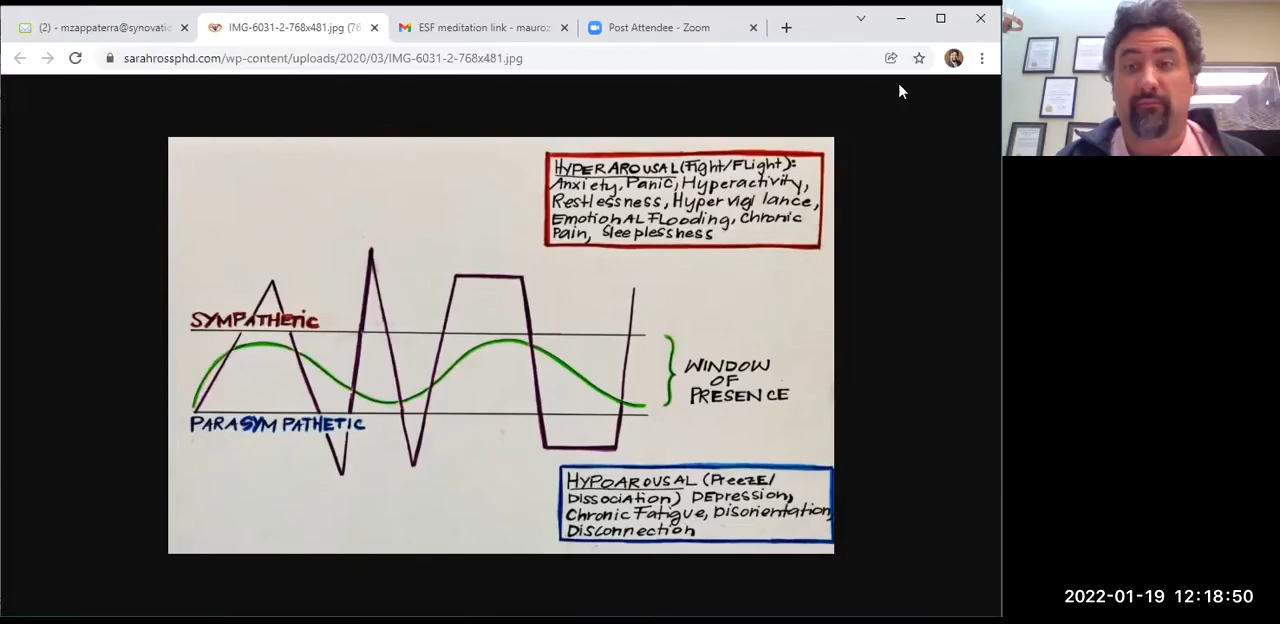 (2) - mzappaterra@synovatic
IMG-6031-2-768x481.jpg (76
ESF meditation link - mauroz
Post Attendee - Zoom
sarahrossphd.com/wp-content/uploads/2020/03/IMG-6031-2-768x481.jpg
HYPERAROUSAL (Fight/Flight):
Anxiety, Panic, Hyperactivity,
Restlessness, Hypervigilance,
Emotional Flooding, Chronic
Pain, Sleeplessness
SYMPATHETIC
WINDOW
OF
PRESENCE
PARASYMPATHETIC
HYPOAROUSAL (Freeze/
Dissociation) Depression,
Chronic Fatigue, Disorientation,
Disconnection
2022-01-19 12:18:50